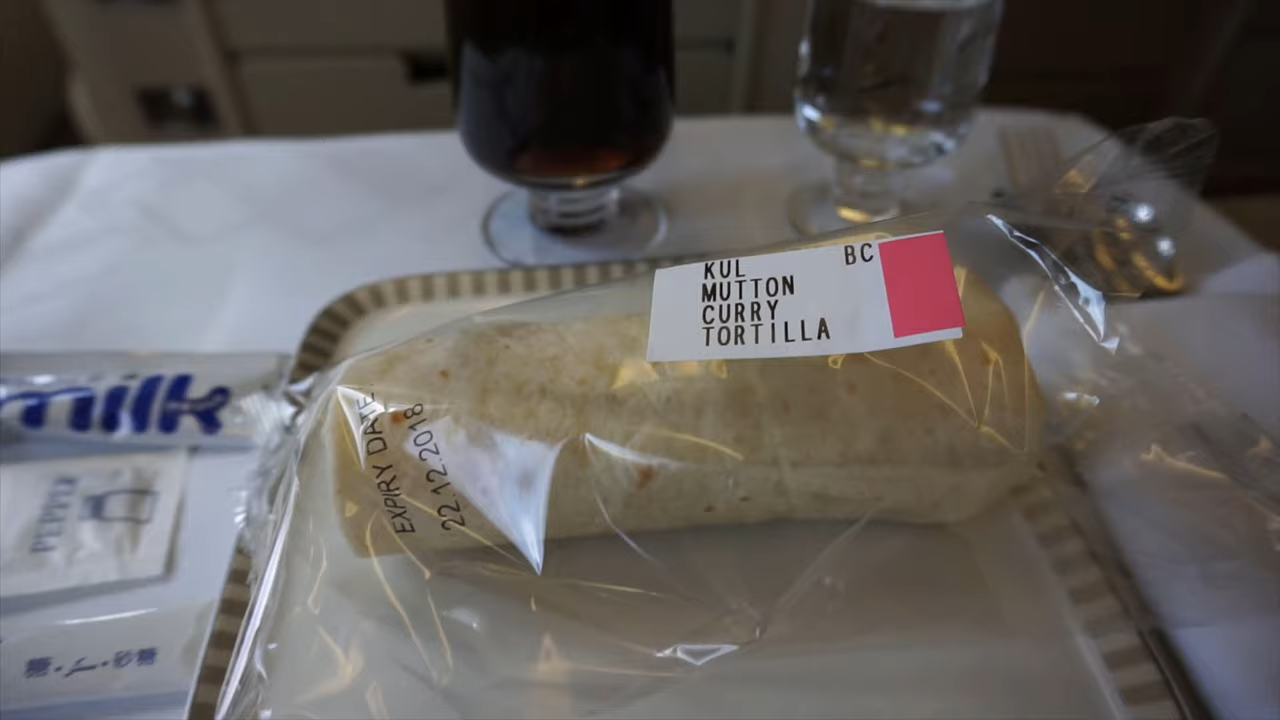 KUL BC
MUTTON
CURRY
TORTILLA
EXPIRY DATE
22.12.2018
milk
PEPPER